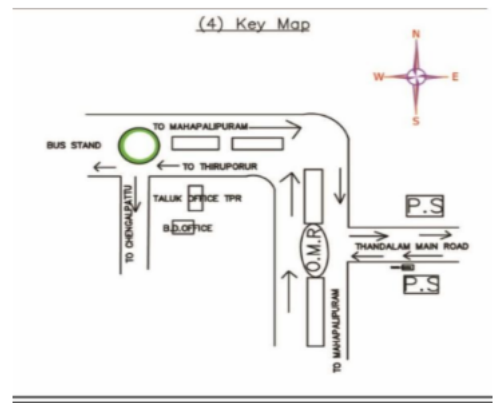 (4) Key Map
N
W
E
S
TO MAHAPALIPURAM
BUS STAND
TO THIRUPORUR
TO CHENGALPATTU
TALUK OFFICE TPR
B.D.OFFICE
O.M.R
P.S
THANDALAM MAIN ROAD
P.S
TO MAHAPALIPURAM